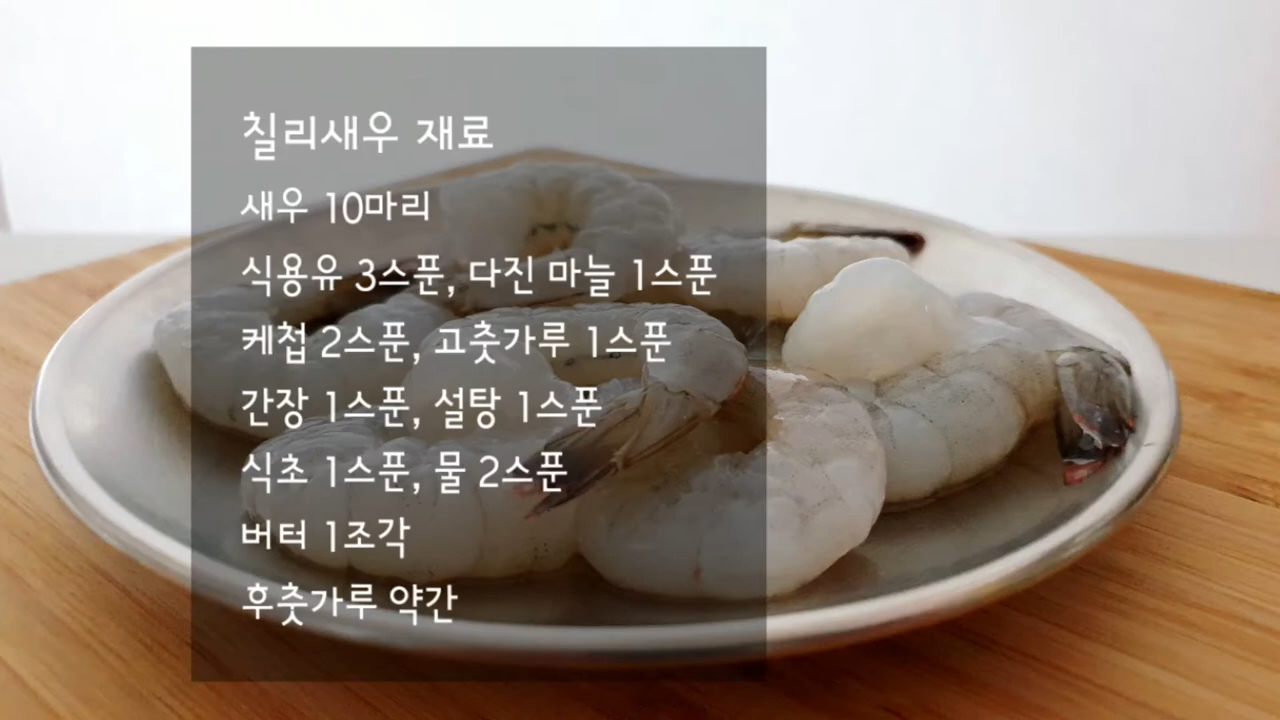 칠리새우 재료
새우 10마리
식용유 3스푼, 다진 마늘 1스푼
케첩 2스푼, 고춧가루 1스푼
간장 1스푼, 설탕 1스푼
식초 1스푼, 물 2스푼
버터 1조각
후춧가루 약간